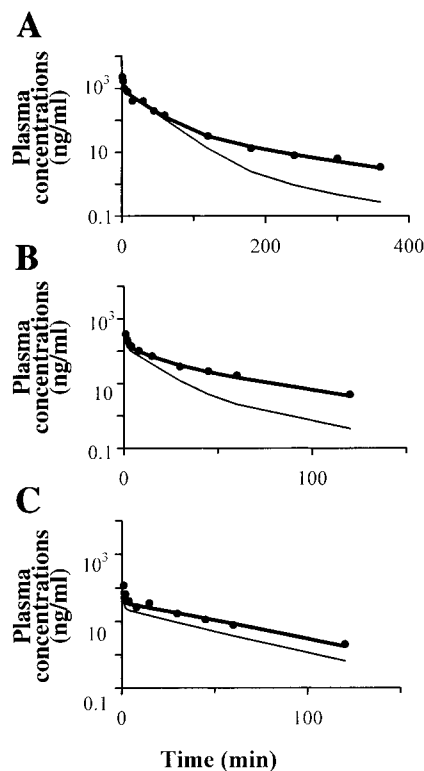 A
Plasma
concentrations
(ng/ml)
10³
10
0.1
0
200
400
B
Plasma
concentrations
(ng/ml)
10³
10
0.1
0
100
C
Plasma
concentrations
(ng/ml)
10³
10
0.1
0
100
Time (min)